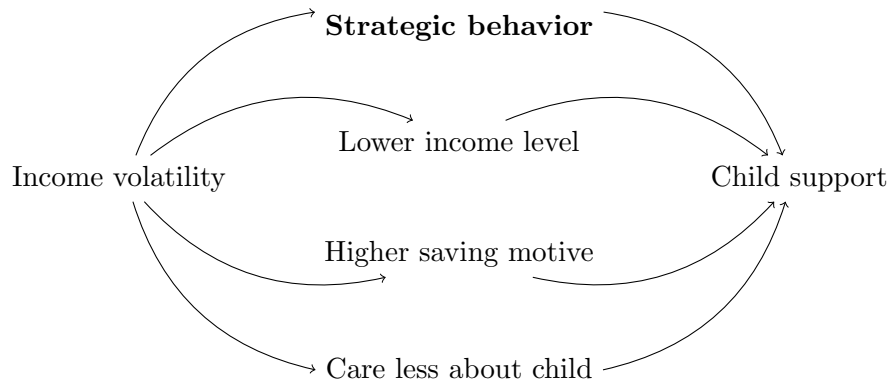 Strategic behavior
Lower income level
Income volatility
Child support
Higher saving motive
Care less about child